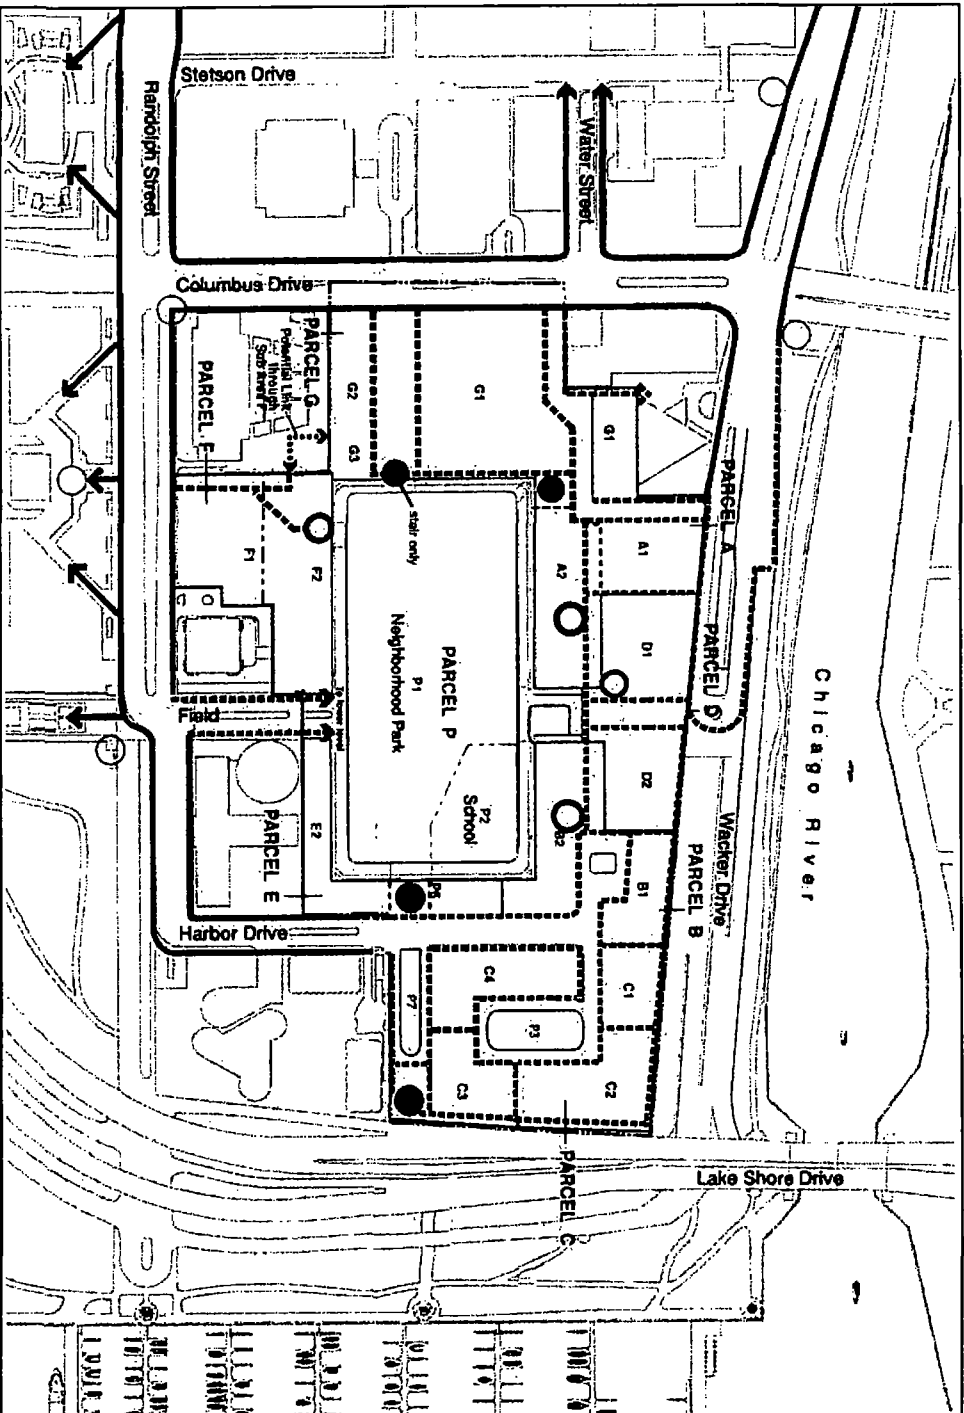 Stetson Drive
Randolph Street
Water Street
Columbus Drive
PARCEL G
Potential Link
through
PARCEL F
G2
G3
G1
G1
stair only
PARCEL A
A1
A2
F1
F2
PARCEL P
P1
Neighborhood Park
D1
PARCEL D
Chicago River
Field
P2
School
D2
B2
Wacker Drive
E2
PARCEL E
B1
PARCEL B
P6
Harbor Drive
C4
C1
P7
P3
C3
C2
PARCEL C
Lake Shore Drive